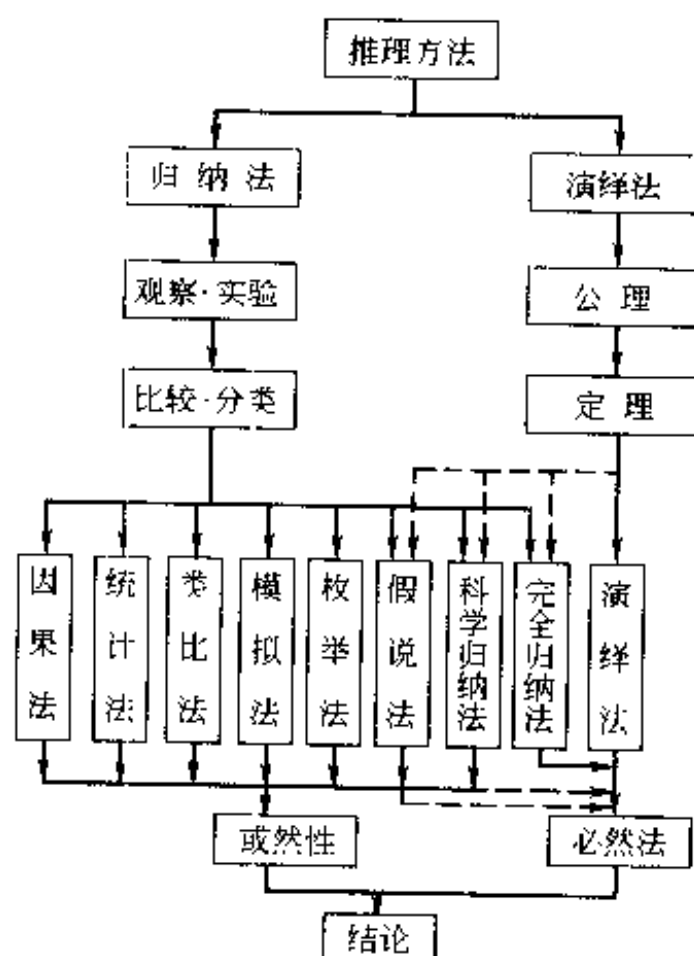 推理方法
归纳法
演绎法
观察·实验
公理
比较·分类
定理
因果法
统计法
类比法
模拟法
枚举法
假说法
科学归纳法
完全归纳法
演绎法
或然性
必然法
结论